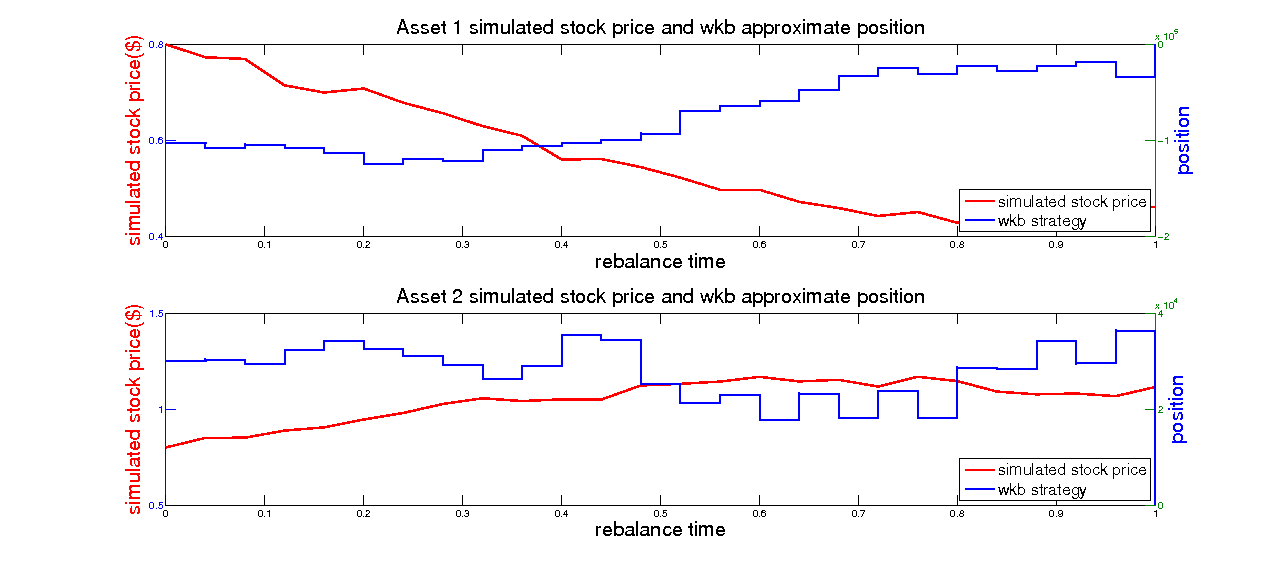 Asset 1 simulated stock price and wkb approximate position
x 10^5
simulated stock price($)
0.8
0.6
0.4
0
-1
-2
position
simulated stock price
wkb strategy
0 0.1 0.2 0.3 0.4 0.5 0.6 0.7 0.8 0.9 1
rebalance time
Asset 2 simulated stock price and wkb approximate position
x 10^4
simulated stock price($)
1.5
1
0.5
4
2
0
position
simulated stock price
wkb strategy
0 0.1 0.2 0.3 0.4 0.5 0.6 0.7 0.8 0.9 1
rebalance time